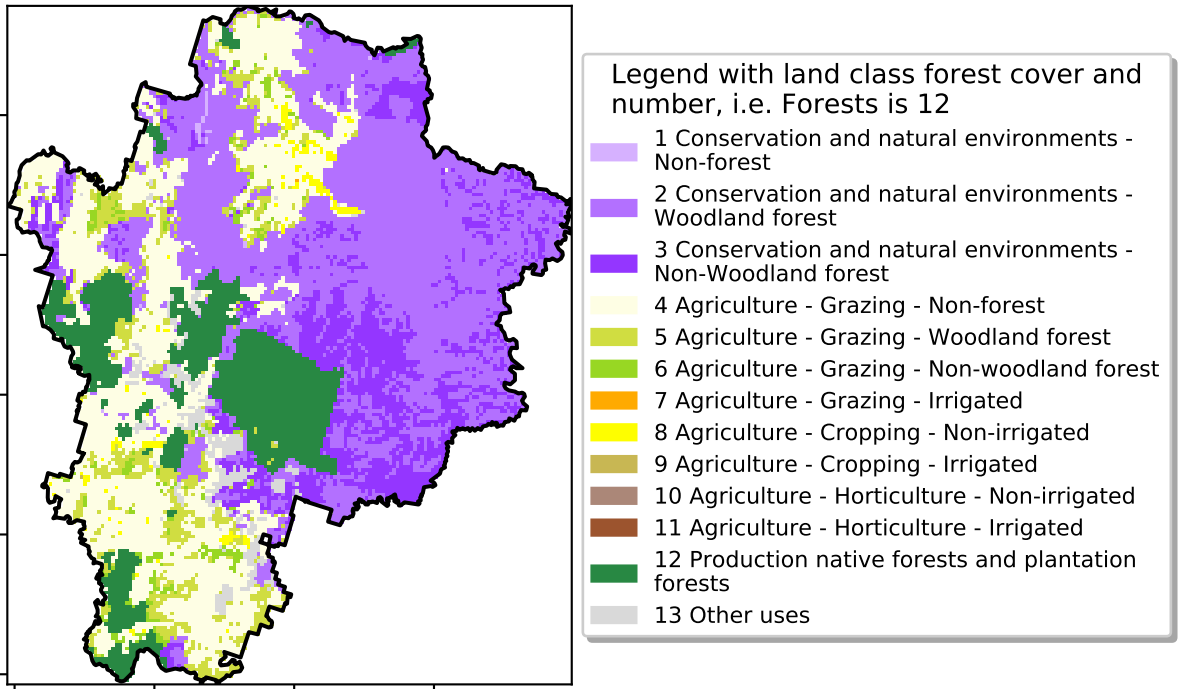 Legend with land class forest cover and
number, i.e. Forests is 12
1 Conservation and natural environments -
Non-forest
2 Conservation and natural environments -
Woodland forest
3 Conservation and natural environments -
Non-Woodland forest
4 Agriculture - Grazing - Non-forest
5 Agriculture - Grazing - Woodland forest
6 Agriculture - Grazing - Non-woodland forest
7 Agriculture - Grazing - Irrigated
8 Agriculture - Cropping - Non-irrigated
9 Agriculture - Cropping - Irrigated
10 Agriculture - Horticulture - Non-irrigated
11 Agriculture - Horticulture - Irrigated
12 Production native forests and plantation
forests
13 Other uses